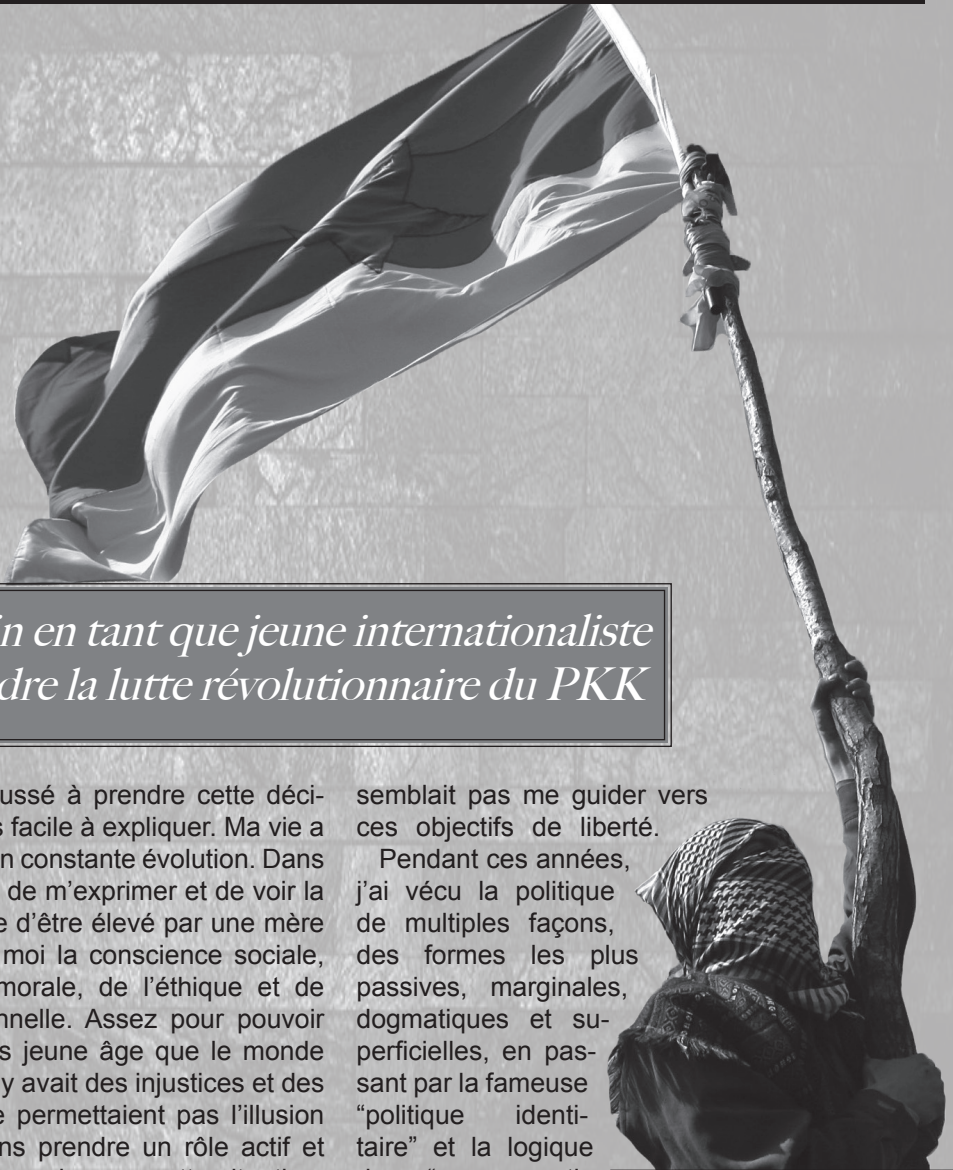 en tant que jeune internationaliste
la lutte révolutionnaire du PKK
à prendre cette déci-
facile à expliquer. Ma vie a
constante évolution. Dans
de m’exprimer et de voir la
d’être élevé par une mère
moi la conscience sociale,
morale, de l’éthique et de
Assez pour pouvoir
jeune âge que le monde
y avait des injustices et des
permettaient pas l’illusion
prendre un rôle actif et
semblait pas me guider vers
ces objectifs de liberté.
Pendant ces années,
j’ai vécu la politique
de multiples façons,
des formes les plus
passives, marginales,
dogmatiques et su-
perficielles, en pas-
sant par la fameuse
“politique identi-
taire” et la logique